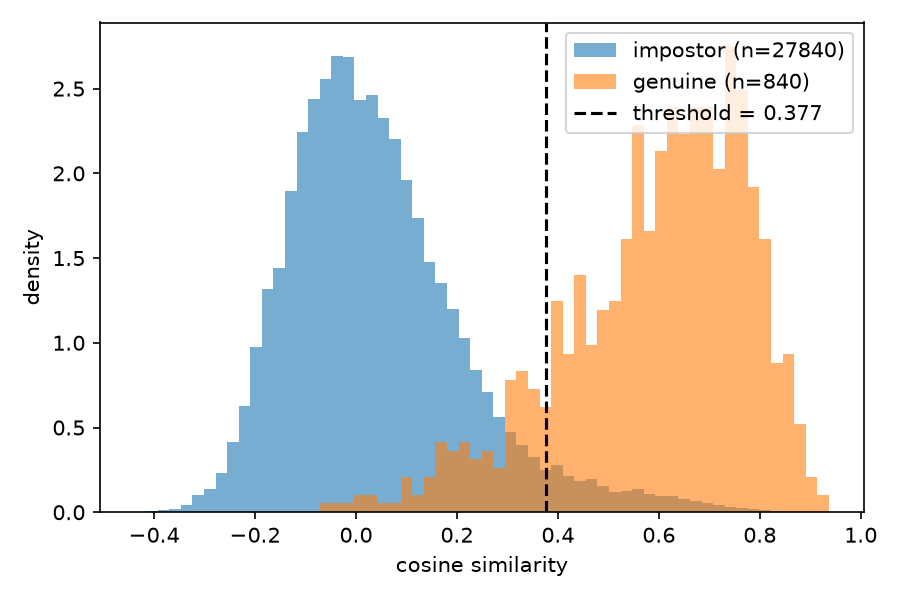 impostor (n=27840)
genuine (n=840)
threshold = 0.377
density
2.5
2.0
1.5
1.0
0.5
0.0
−0.4 −0.2 0.0 0.2 0.4 0.6 0.8 1.0
cosine similarity